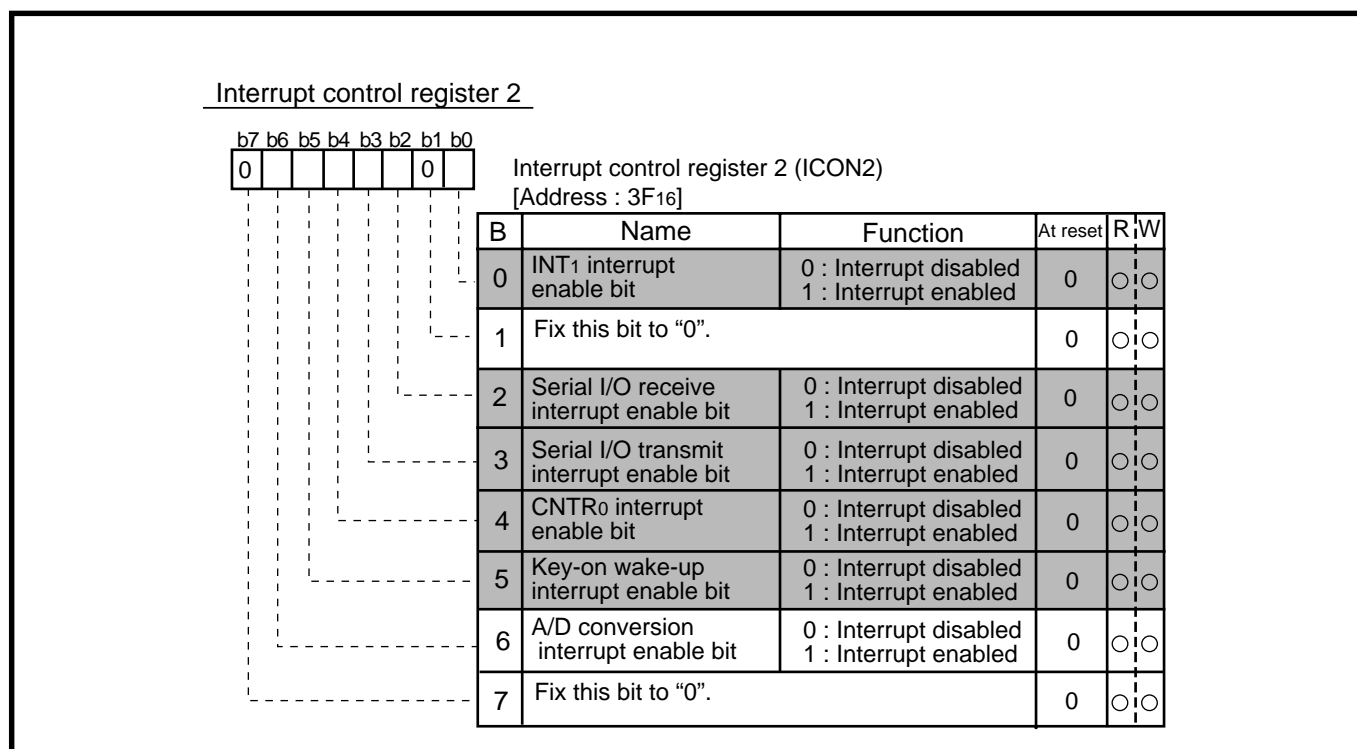 Interrupt control register 2
b7 b6 b5 b4 b3 b2 b1 b0
0 0
Interrupt control register 2 (ICON2)
[Address : 3F16]
B Name Function At reset R W
0 INT1 interrupt enable bit 0 : Interrupt disabled 1 : Interrupt enabled 0 ○ ○
1 Fix this bit to “0”. 0 ○ ○
2 Serial I/O receive interrupt enable bit 0 : Interrupt disabled 1 : Interrupt enabled 0 ○ ○
3 Serial I/O transmit interrupt enable bit 0 : Interrupt disabled 1 : Interrupt enabled 0 ○ ○
4 CNTR0 interrupt enable bit 0 : Interrupt disabled 1 : Interrupt enabled 0 ○ ○
5 Key-on wake-up interrupt enable bit 0 : Interrupt disabled 1 : Interrupt enabled 0 ○ ○
6 A/D conversion interrupt enable bit 0 : Interrupt disabled 1 : Interrupt enabled 0 ○ ○
7 Fix this bit to “0”. 0 ○ ○